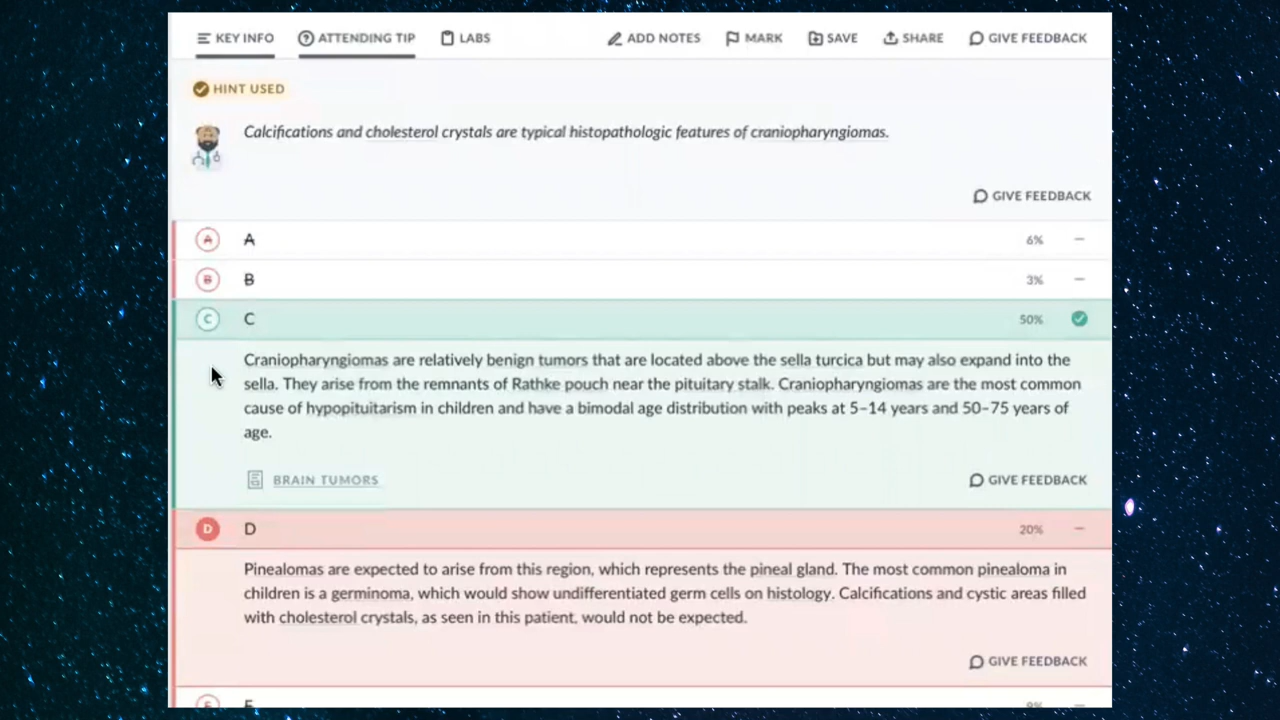 KEY INFO ATTENDING TIP LABS ADD NOTES MARK SAVE SHARE GIVE FEEDBACK
HINT USED
Calcifications and cholesterol crystals are typical histopathologic features of craniopharyngiomas.
GIVE FEEDBACK
A A 6%
B B 3%
C C 50%
Craniopharyngiomas are relatively benign tumors that are located above the sella turcica but may also expand into the
sella. They arise from the remnants of Rathke pouch near the pituitary stalk. Craniopharyngiomas are the most common
cause of hypopituitarism in children and have a bimodal age distribution with peaks at 5–14 years and 50–75 years of
age.
BRAIN TUMORS GIVE FEEDBACK
D D 20%
Pinealomas are expected to arise from this region, which represents the pineal gland. The most common pinealoma in
children is a germinoma, which would show undifferentiated germ cells on histology. Calcifications and cystic areas filled
with cholesterol crystals, as seen in this patient, would not be expected.
GIVE FEEDBACK